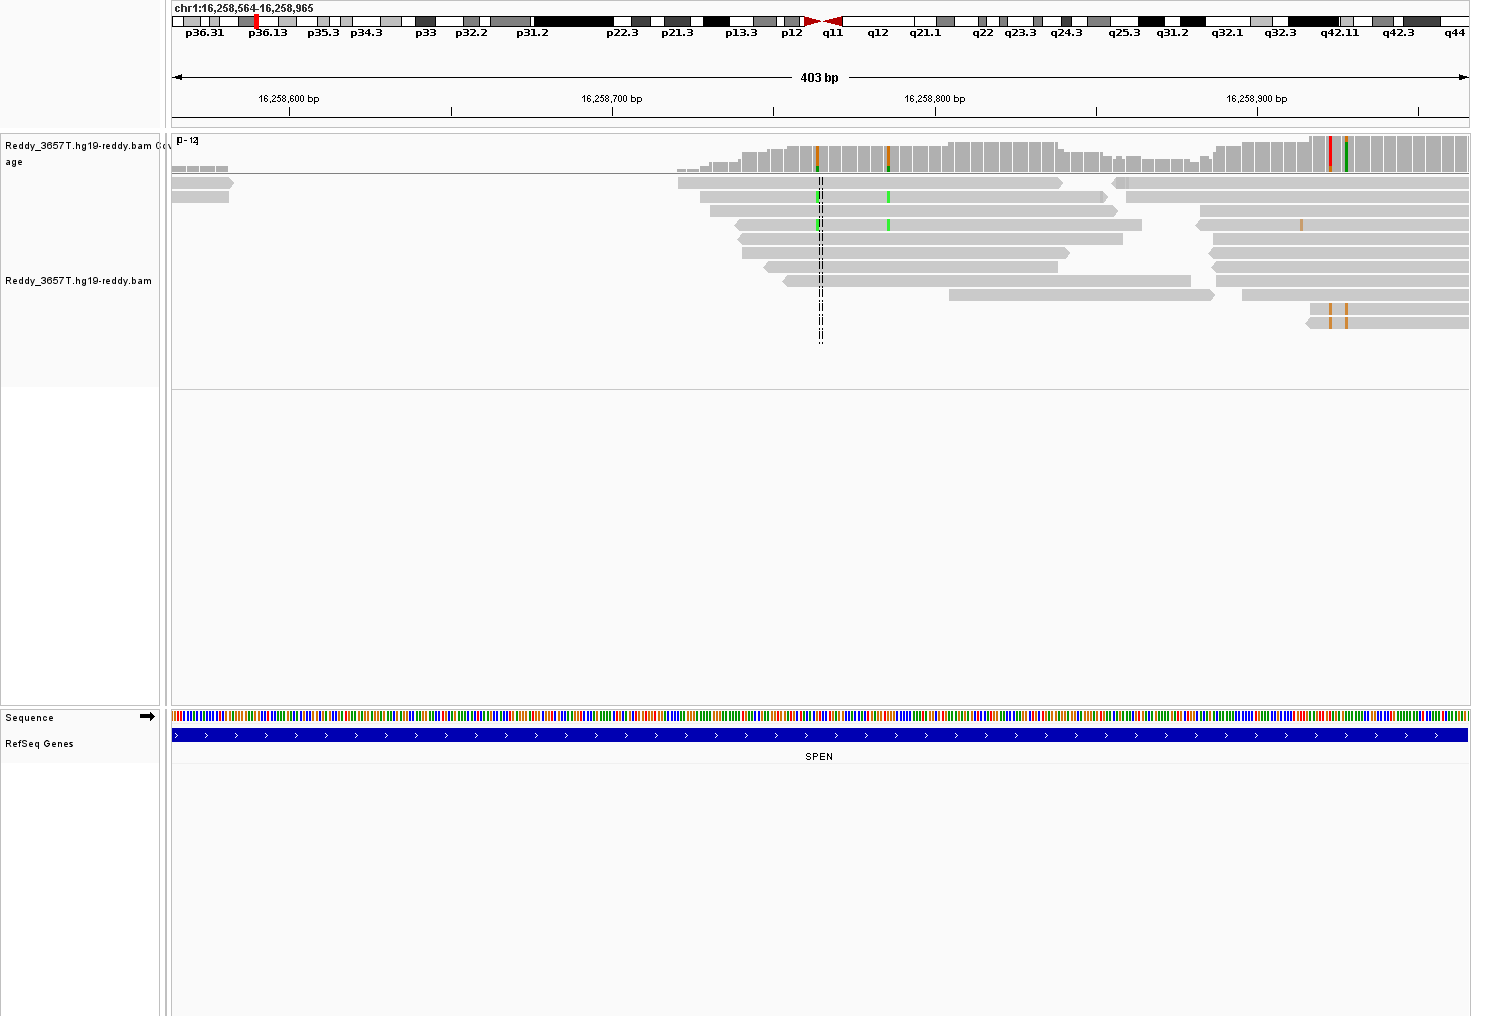 chr1:16,258,564-16,258,965
p36.31 p36.13 p35.3 p34.3 p33 p32.2 p31.2 p22.3 p21.3 p13.3 p12 q11 q12 q21.1 q22 q23.3 q24.3 q25.3 q31.2 q32.1 q32.3 q42.11 q42.3 q44
403 bp
16,258,600 bp 16,258,700 bp 16,258,800 bp 16,258,900 bp
[0 - 12]
Reddy_3657T.hg19-reddy.bam Cov
age
Reddy_3657T.hg19-reddy.bam
Sequence
RefSeq Genes
SPEN